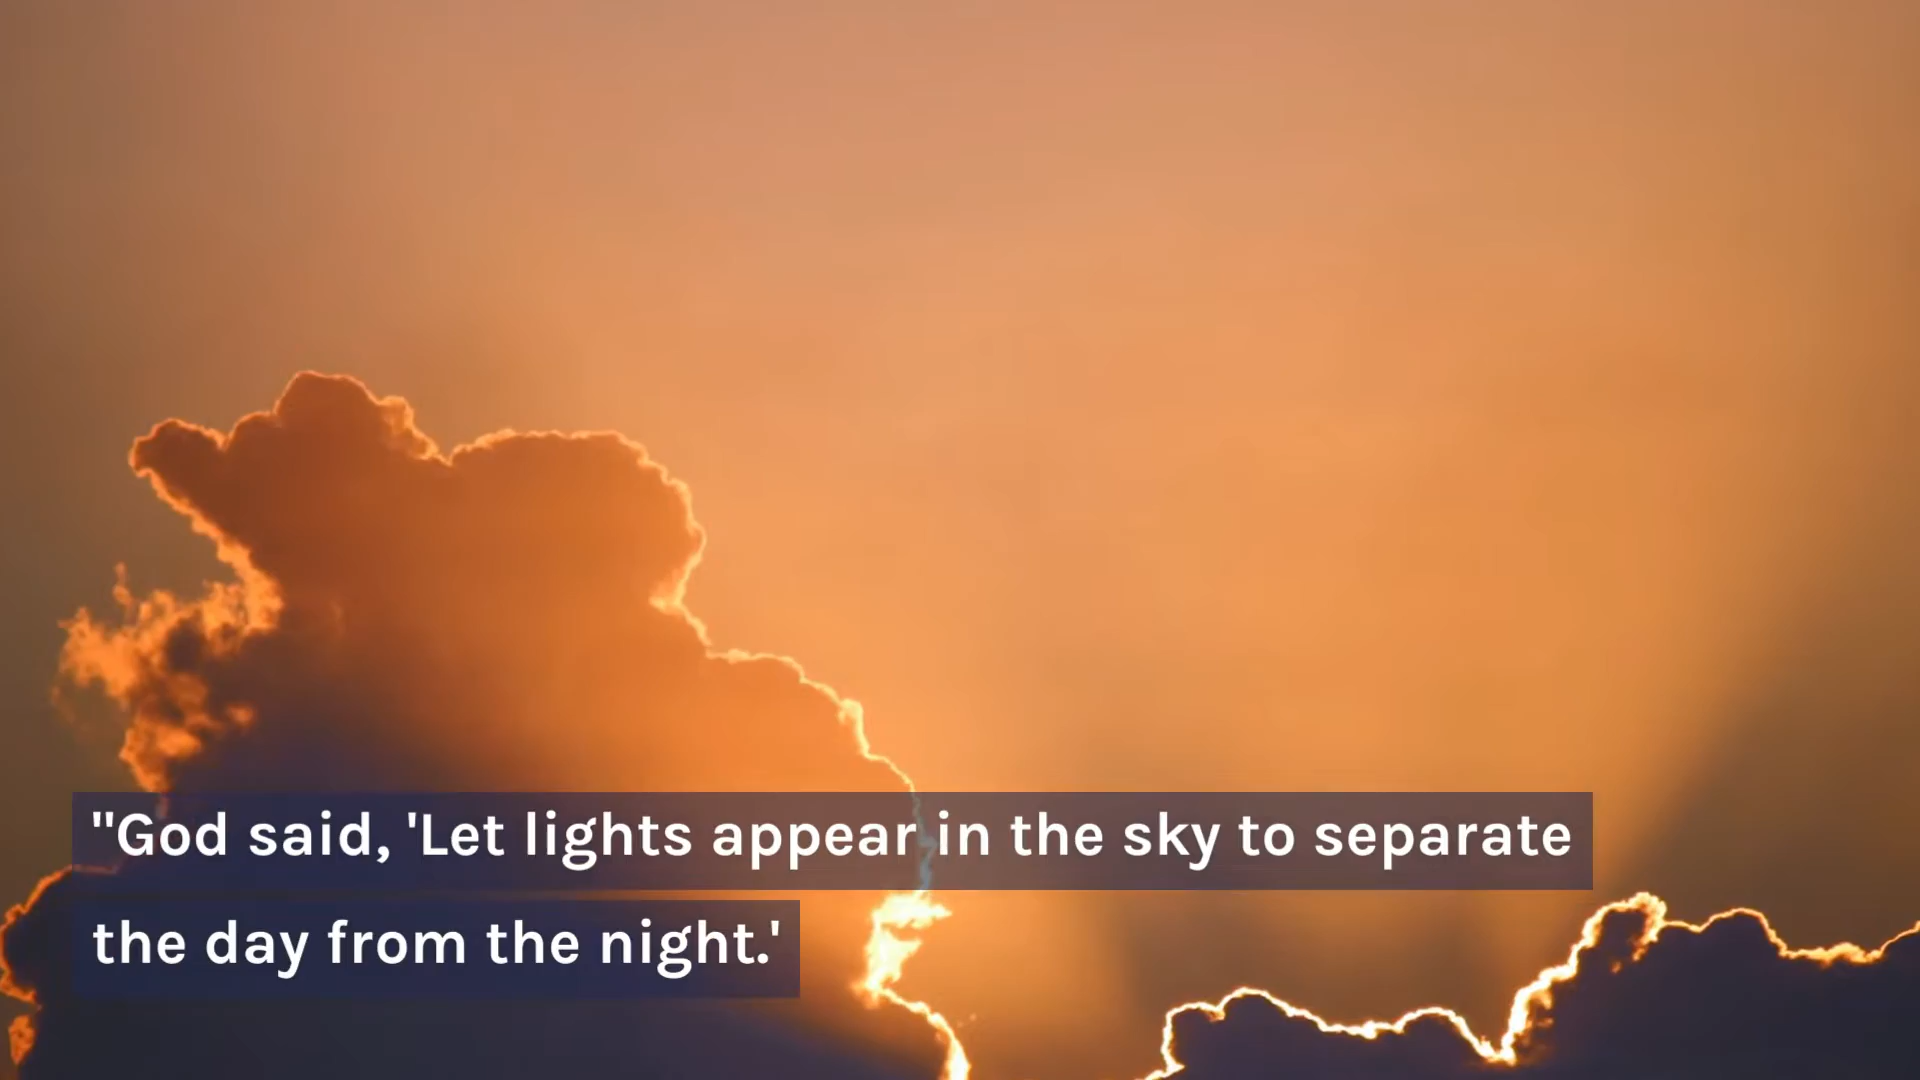 "God said, 'Let lights appear in the sky to separate
the day from the night.'